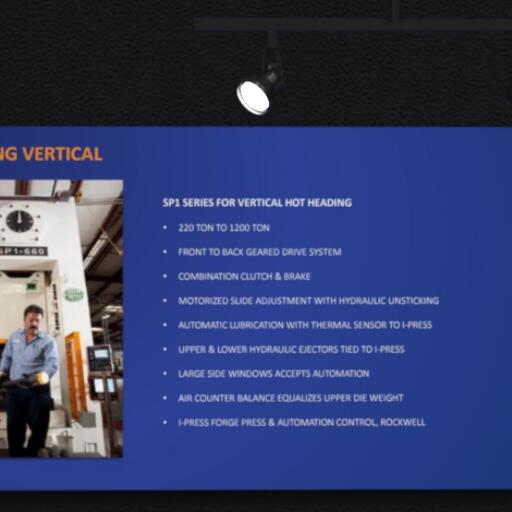 NG VERTICAL
SP1-660
SP1 SERIES FOR VERTICAL HOT HEADING
• 220 TON TO 1200 TON
• FRONT TO BACK GEARED DRIVE SYSTEM
• COMBINATION CLUTCH & BRAKE
• MOTORIZED SLIDE ADJUSTMENT WITH HYDRAULIC UNSTICKING
• AUTOMATIC LUBRICATION WITH THERMAL SENSOR TO I-PRESS
• UPPER & LOWER HYDRAULIC EJECTORS TIED TO I-PRESS
• LARGE SIDE WINDOWS ACCEPTS AUTOMATION
• AIR COUNTER BALANCE EQUALIZES UPPER DIE WEIGHT
• I-PRESS FORGE PRESS & AUTOMATION CONTROL, ROCKWELL